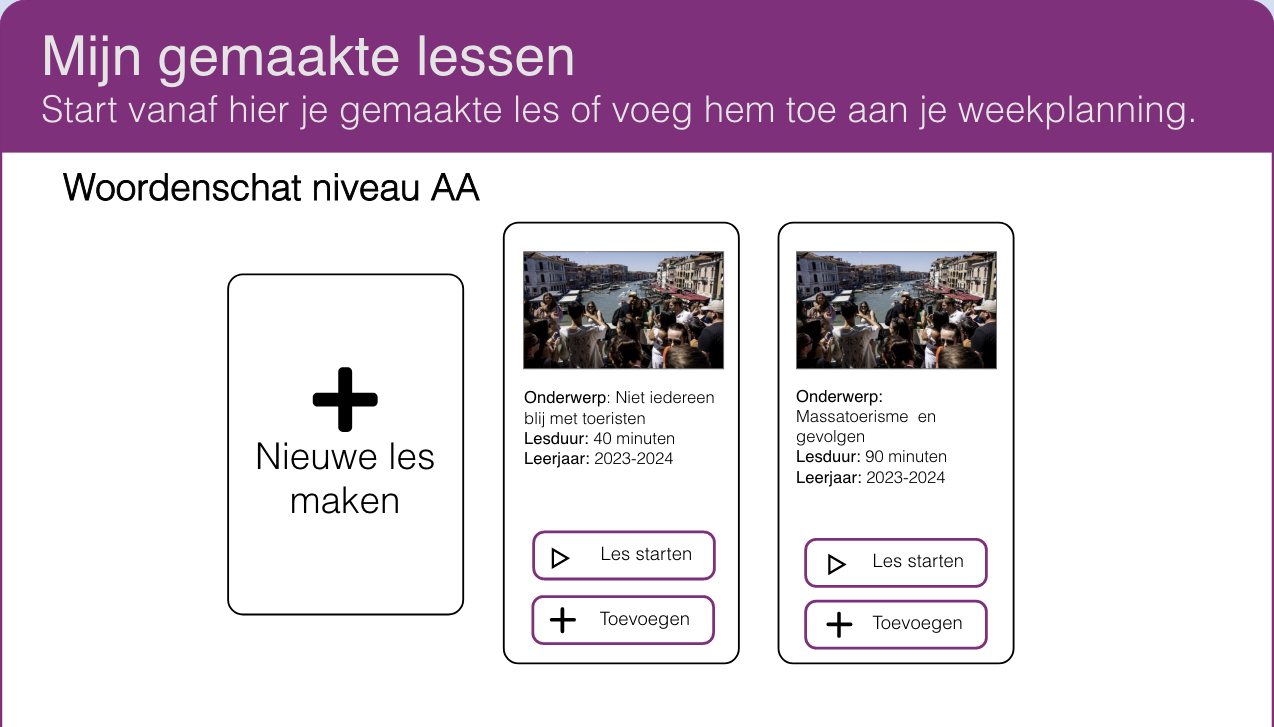 Mijn gemaakte lessen
Start vanaf hier je gemaakte les of voeg hem toe aan je weekplanning.
Woordenschat niveau AA
Nieuwe les
maken
Onderwerp: Niet iedereen
blij met toeristen
Lesduur: 40 minuten
Leerjaar: 2023-2024
Les starten
Toevoegen
Onderwerp:
Massatoerisme en
gevolgen
Lesduur: 90 minuten
Leerjaar: 2023-2024
Les starten
Toevoegen